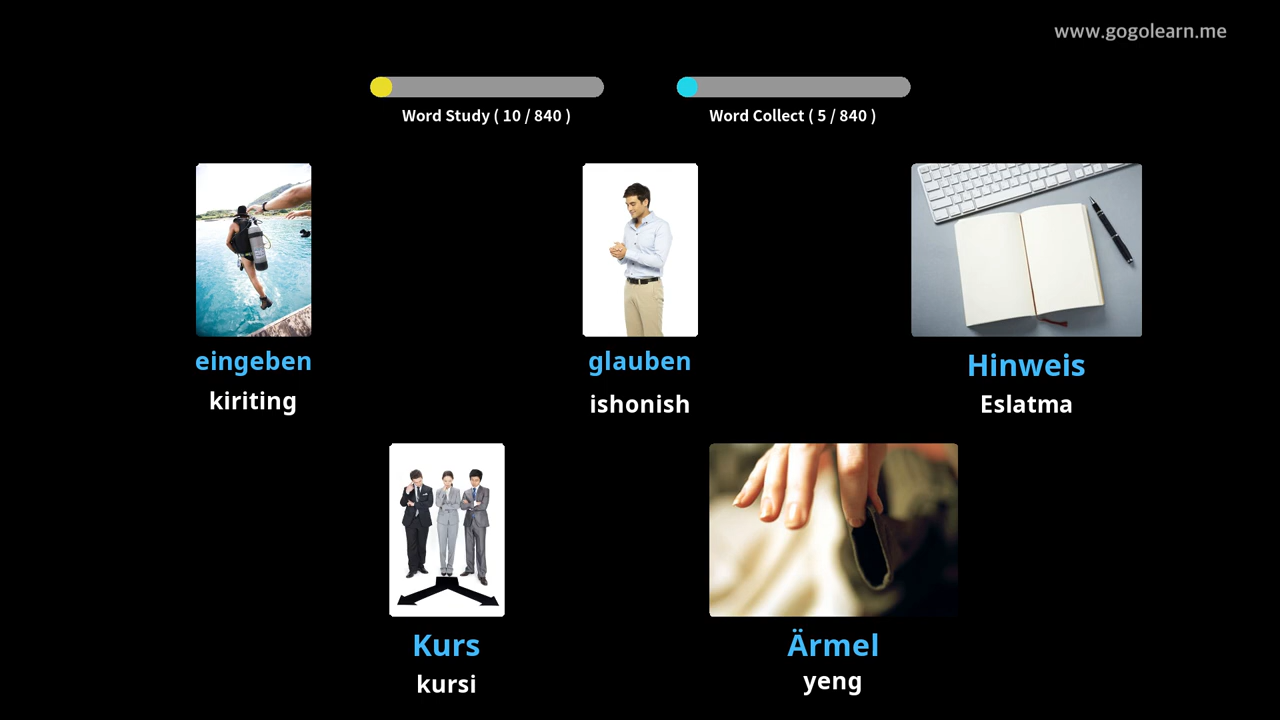 www.gogolearn.me
Word Study ( 10 / 840 )
Word Collect ( 5 / 840 )
eingeben
kiriting
glauben
ishonish
Hinweis
Eslatma
Kurs
kursi
Ärmel
yeng